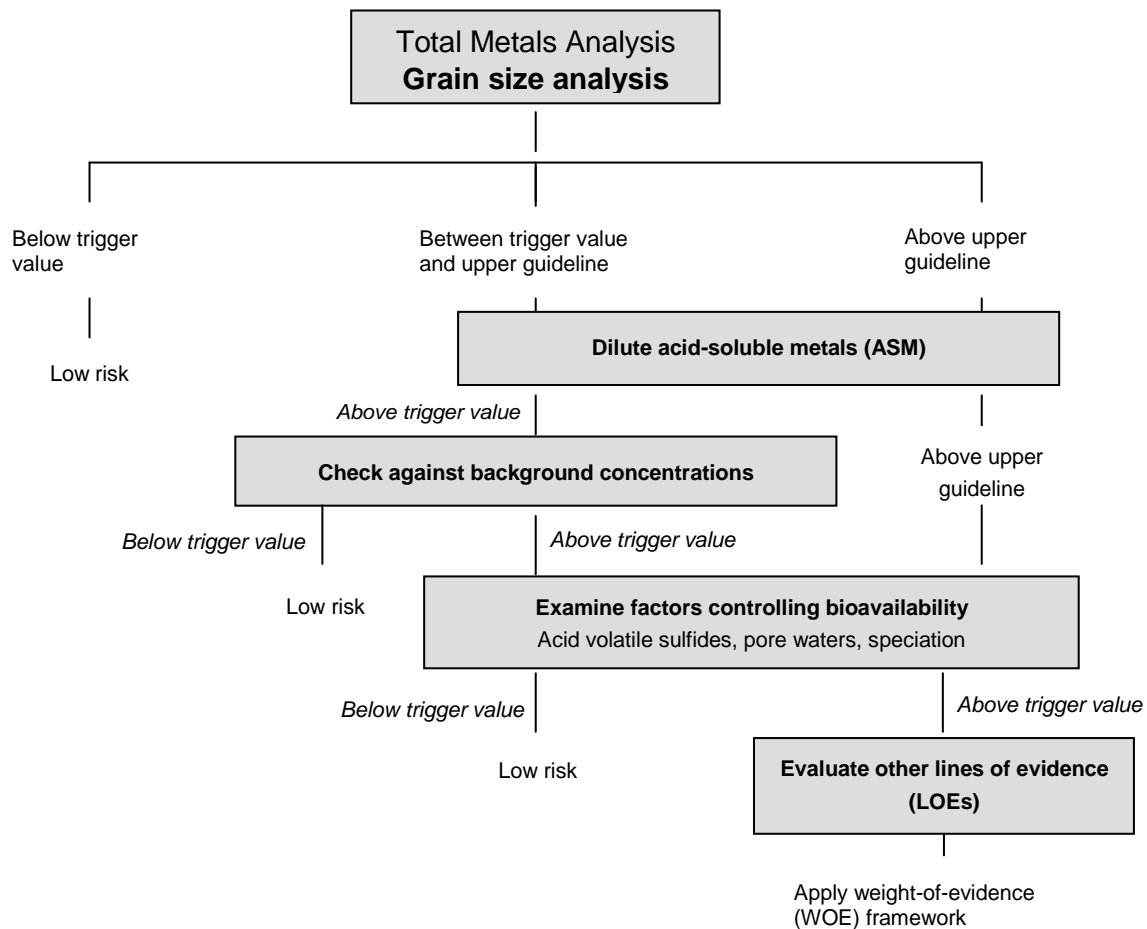 Total Metals Analysis
Grain size analysis
Below trigger
value
Between trigger value
and upper guideline
Above upper
guideline
Low risk
Dilute acid-soluble metals (ASM)
Above trigger value
Check against background concentrations
Above upper
guideline
Below trigger value
Above trigger value
Low risk
Examine factors controlling bioavailability
Acid volatile sulfides, pore waters, speciation
Below trigger value
Above trigger value
Low risk
Evaluate other lines of evidence
(LOEs)
Apply weight-of-evidence
(WOE) framework